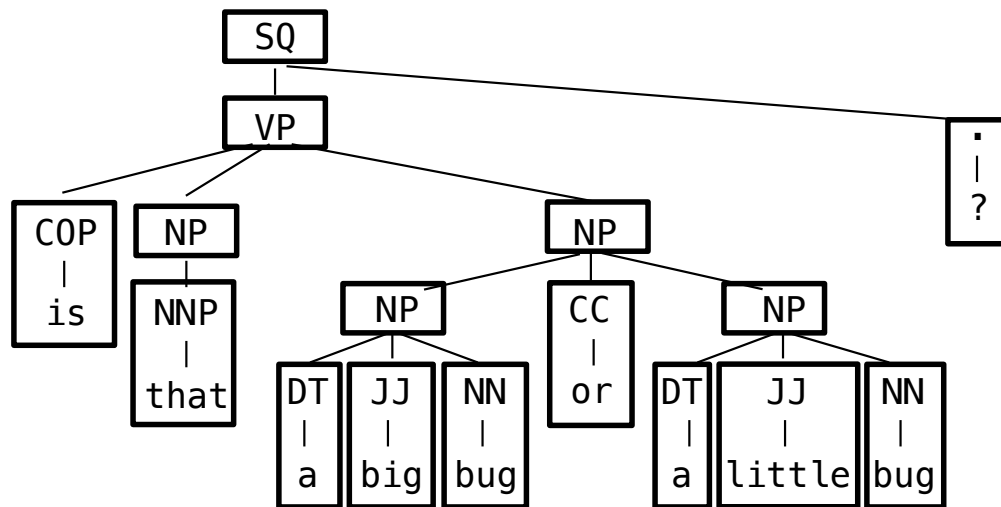 SQ
VP
.
?
COP NP NP
is NNP NP CC NP
that or
DT JJ NN DT JJ NN
a big bug a little bug